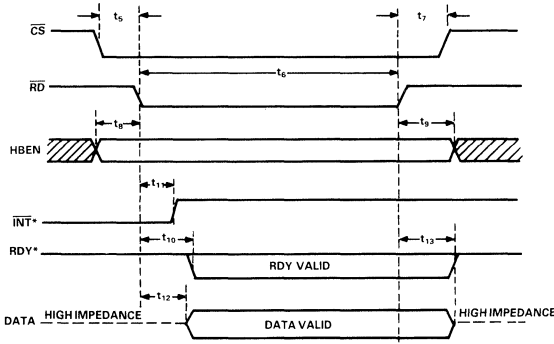 t5
t7
CS
t6
RD
t8
t9
HBEN
t11
INT*
t10
t13
RDY*
RDY VALID
t12
HIGH IMPEDANCE
HIGH IMPEDANCE
DATA
DATA VALID